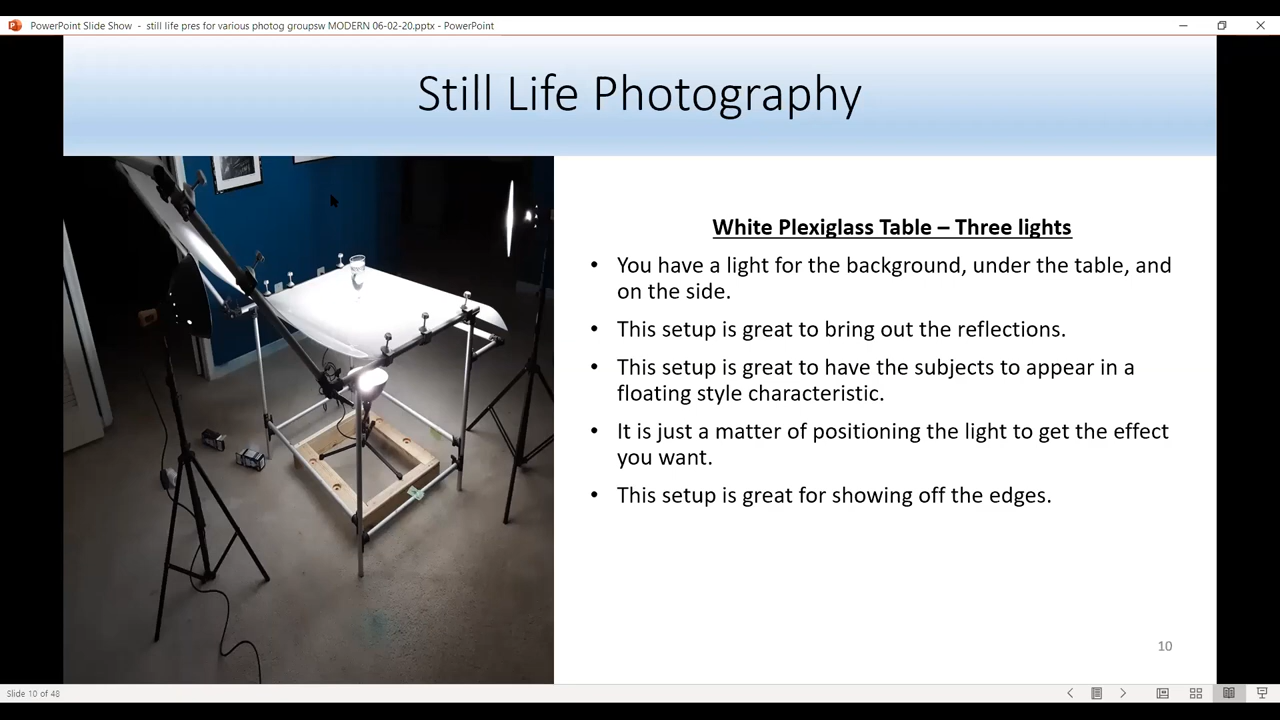 PowerPoint Slide Show - still life pres for various photog groupsw MODERN 06-02-20.pptx - PowerPoint
Still Life Photography
White Plexiglass Table – Three lights
• You have a light for the background, under the table, and
on the side.
• This setup is great to bring out the reflections.
• This setup is great to have the subjects to appear in a
floating style characteristic.
• It is just a matter of positioning the light to get the effect
you want.
• This setup is great for showing off the edges.
10
Slide 10 of 48